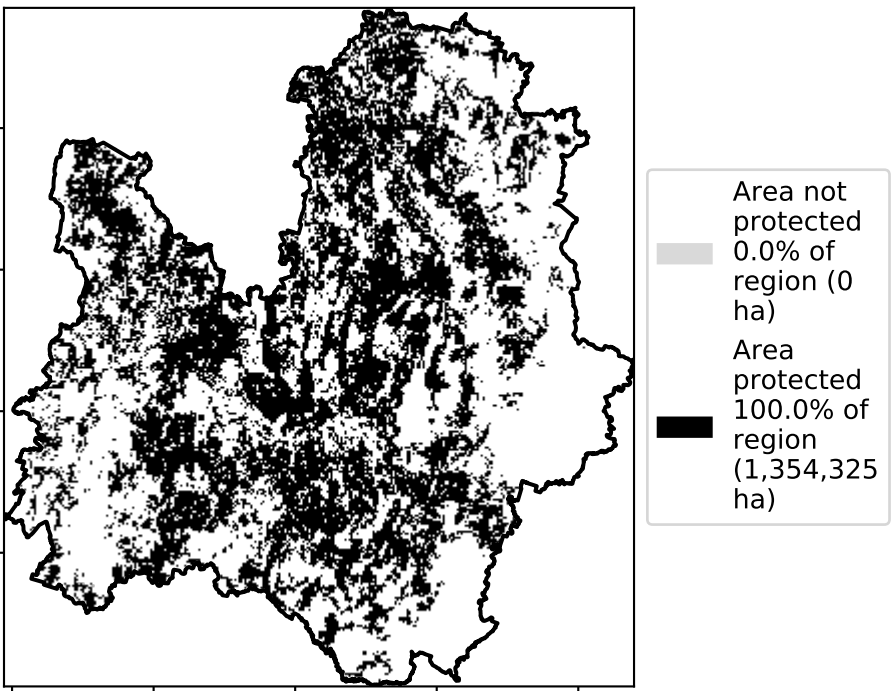 Area not
protected
0.0% of
region (0
ha)
Area
protected
100.0% of
region
(1,354,325
ha)